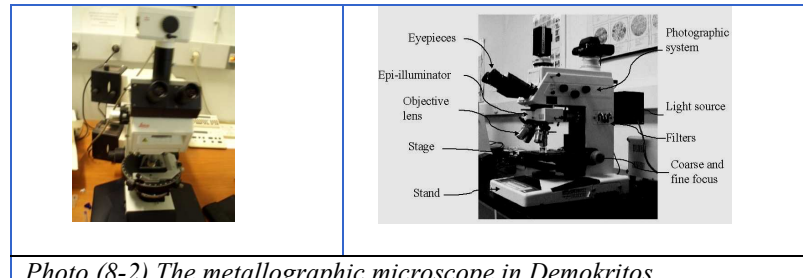 Eyepieces
Epi-illuminator
Objective
lens
Stage
Stand
Photographic
system
Light source
Filters
Coarse and
fine focus
Photo (8-2) The metallographic microscope in Demokritos